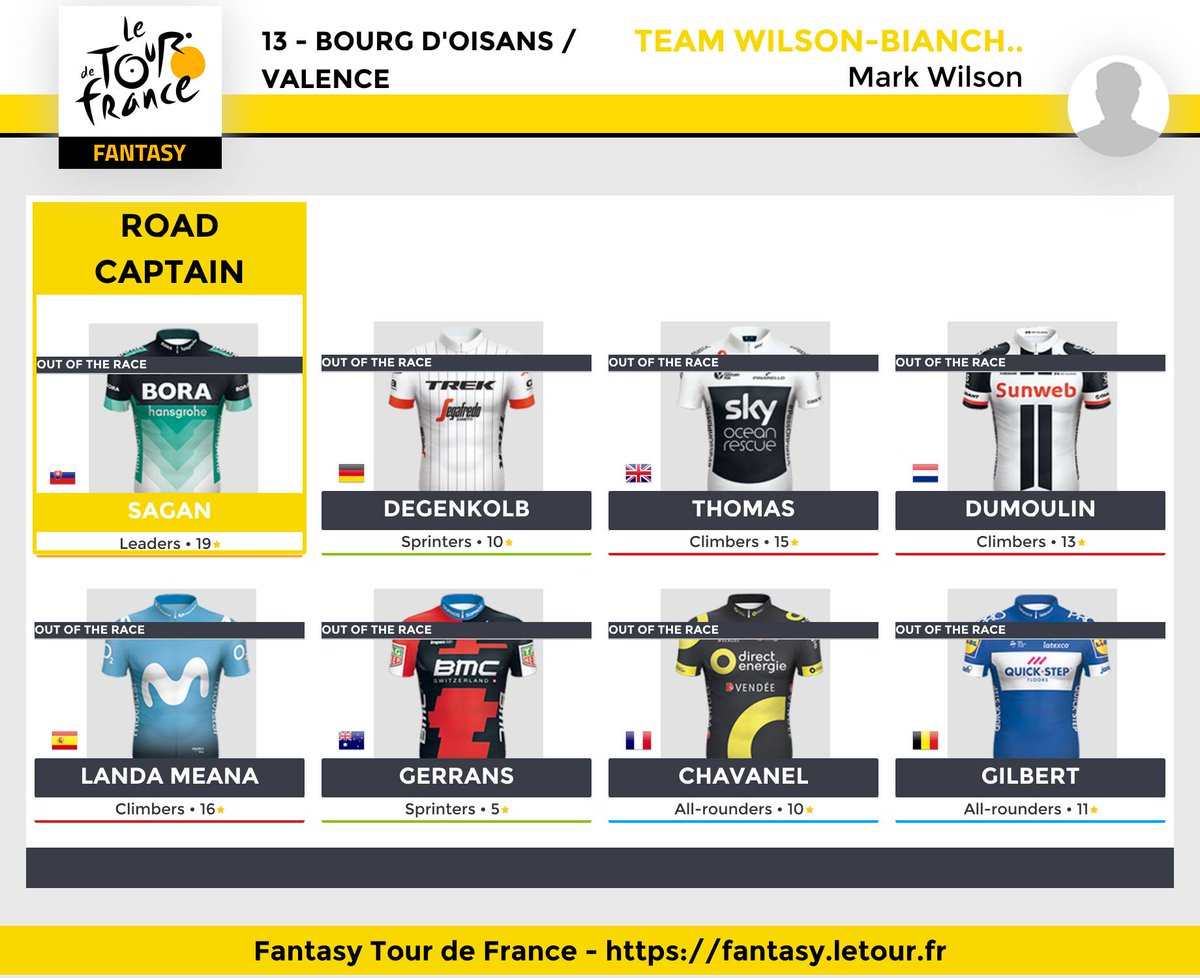 Le
TOUR
de
france
FANTASY
13 - BOURG D'OISANS /
VALENCE
TEAM WILSON-BIANCH..
Mark Wilson
ROAD
CAPTAIN
OUT OF THE RACE
BORA
hansgrohe
SAGAN
Leaders • 19
OUT OF THE RACE
TREK
Segafredo
DEGENKOLB
Sprinters • 10
OUT OF THE RACE
PINARELLO
sky
ocean
rescue
THOMAS
Climbers • 15
OUT OF THE RACE
Sunweb
DUMOULIN
Climbers • 13
OUT OF THE RACE
LANDA MEANA
Climbers • 16
OUT OF THE RACE
BMC
SWITZERLAND
GERRANS
Sprinters • 5
OUT OF THE RACE
direct
energie
VENDÉE
CHAVANEL
All-rounders • 10
OUT OF THE RACE
latexco
QUICK·STEP
FLOORS
GILBERT
All-rounders • 11
Fantasy Tour de France - https://fantasy.letour.fr